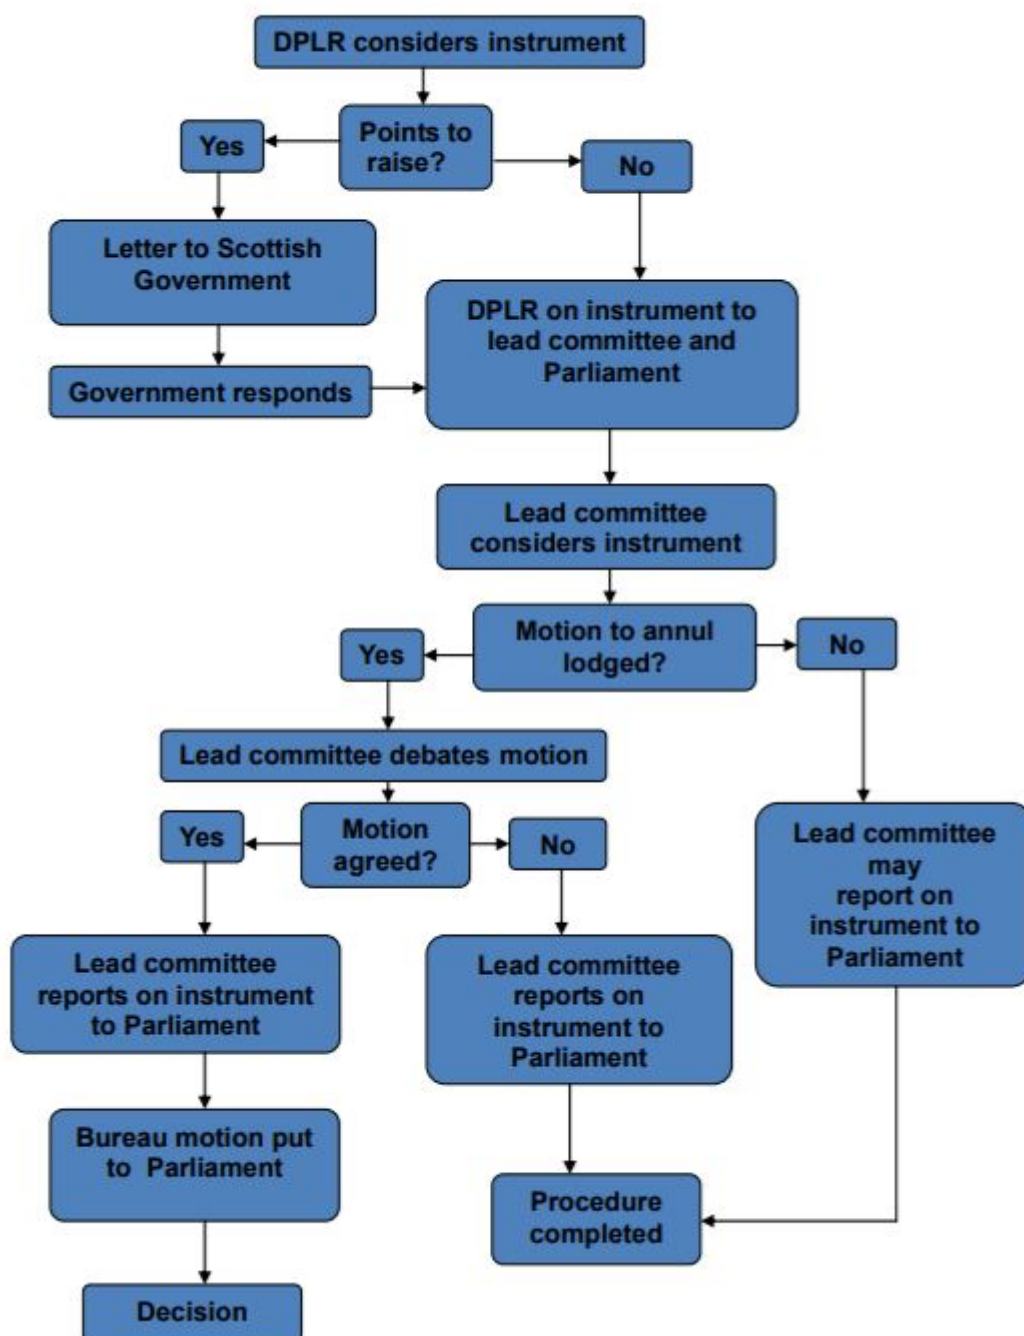 DPLR considers instrument
Points to
raise?
Yes
No
Letter to Scottish
Government
DPLR on instrument to
lead committee and
Parliament
Government responds
Lead committee
considers instrument
Motion to annul
lodged?
Yes
No
Lead committee debates motion
Motion
agreed?
Yes
No
Lead committee
may
report on
instrument to
Parliament
Lead committee
reports on instrument
to Parliament
Lead committee
reports on
instrument to
Parliament
Bureau motion put
to Parliament
Procedure
completed
Decision